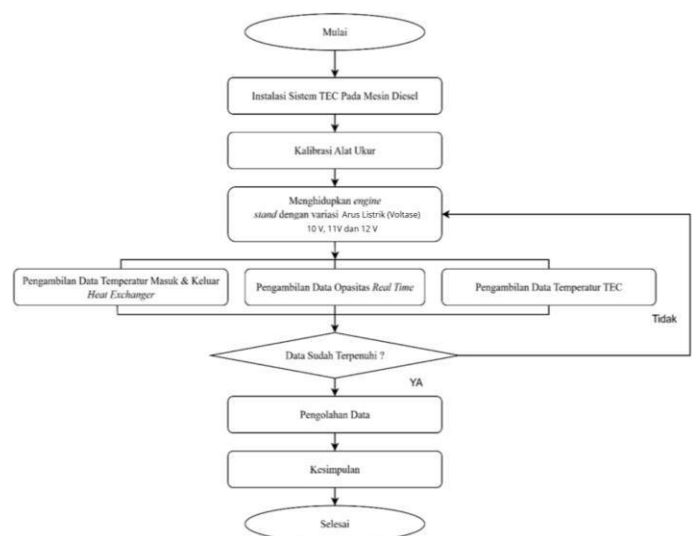 Mulai
Instalasi Sistem TEC Pada Mesin Diesel
Kalibrasi Alat Ukur
Menghidupkan engine
stand dengan variasi Arus Listrik (Voltase)
10 V, 11V dan 12 V
Pengambilan Data Temperatur Masuk & Keluar
Heat Exchanger
Pengambilan Data Opasitas Real Time
Pengambilan Data Temperatur TEC
Tidak
Data Sudah Terpenuhi ?
YA
Pengolahan Data
Kesimpulan
Selesai